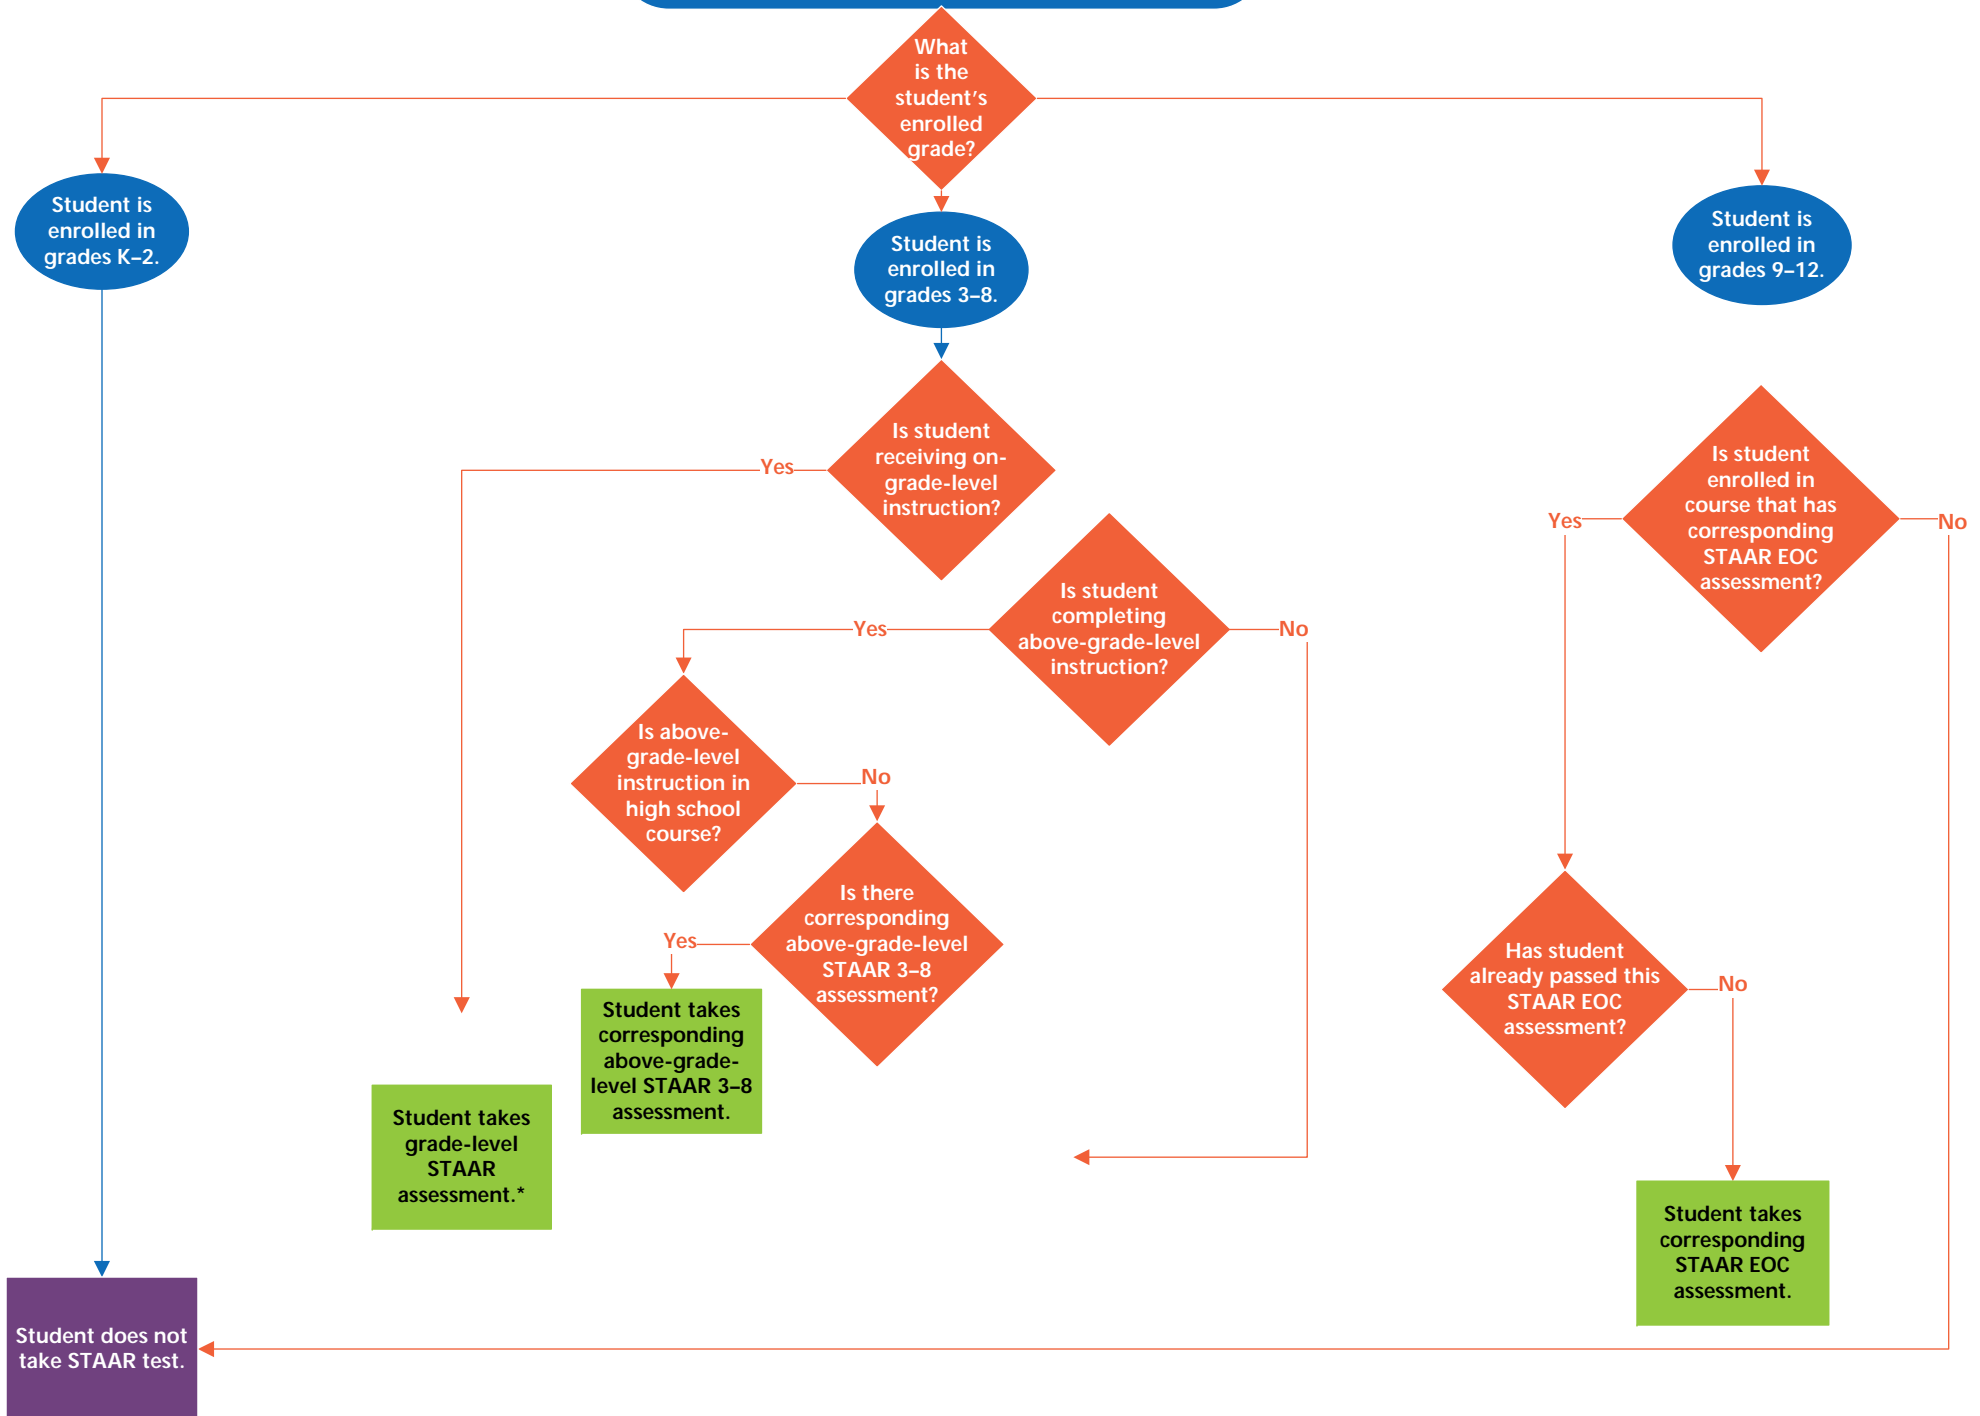 What
is the
student's
enrolled
grade?
Student is
enrolled in
grades K–2.
Student is
enrolled in
grades 3–8.
Student is
enrolled in
grades 9–12.
Is student
receiving on-
grade-level
instruction?
Yes
Is student
enrolled in
course that has
corresponding
STAAR EOC
assessment?
Yes
No
Is student
completing
above-grade-level
instruction?
Yes
No
Is above-
grade-level
instruction in
high school
course?
No
Is there
corresponding
above-grade-level
STAAR 3–8
assessment?
Yes
Has student
already passed this
STAAR EOC
assessment?
No
Student takes
corresponding
above-grade-
level STAAR 3–8
assessment.
Student takes
grade-level
STAAR
assessment.*
Student takes
corresponding
STAAR EOC
assessment.
Student does not
take STAAR test.